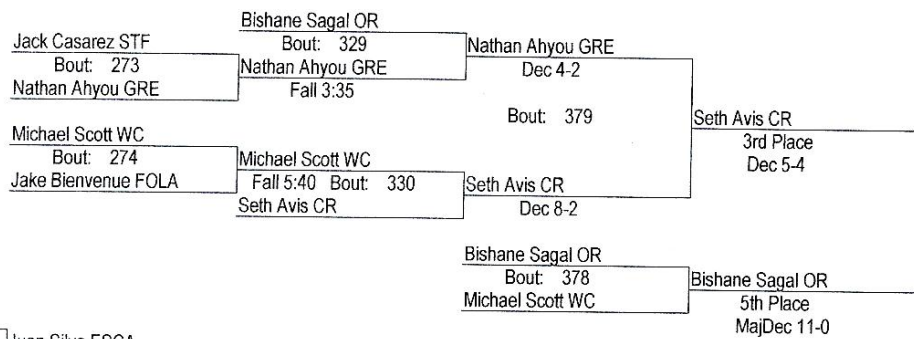 Bishane Sagal OR
Jack Casarez STF
Bout: 329
Nathan Ahyou GRE
Bout: 273
Nathan Ahyou GRE
Dec 4-2
Nathan Ahyou GRE
Fall 3:35
Bout: 379
Seth Avis CR
Michael Scott WC
3rd Place
Bout: 274
Michael Scott WC
Dec 5-4
Jake Bienvenue FOLA
Fall 5:40 Bout: 330
Seth Avis CR
Seth Avis CR
Dec 8-2
Bishane Sagal OR
Bout: 378
Bishane Sagal OR
Michael Scott WC
5th Place
MajDec 11-0